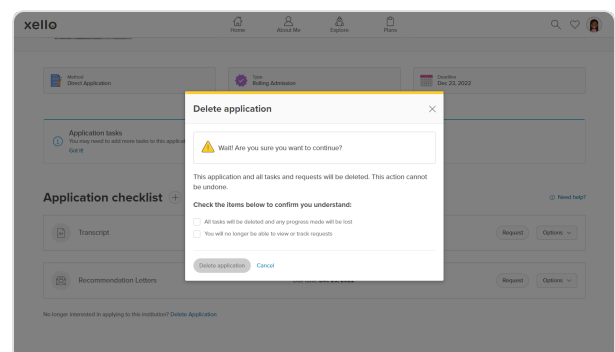 xello
Home
About Me
Explore
Plans
Method
Direct Application
Type
Rolling Admission
Deadline
Dec 23, 2022
Application tasks
You may need to add more tasks to this applicat
Got it!
Delete application
Wait! Are you sure you want to continue?
This application and all tasks and requests will be deleted. This action cannot
be undone.
Check the items below to confirm you understand:
All tasks will be deleted and any progress made will be lost
You will no longer be able to view or track requests
Delete application
Cancel
Application checklist
Need help?
Transcript
Request
Options
Recommendation Letters
Request
Options
No longer interested in applying to this institution? Delete Application